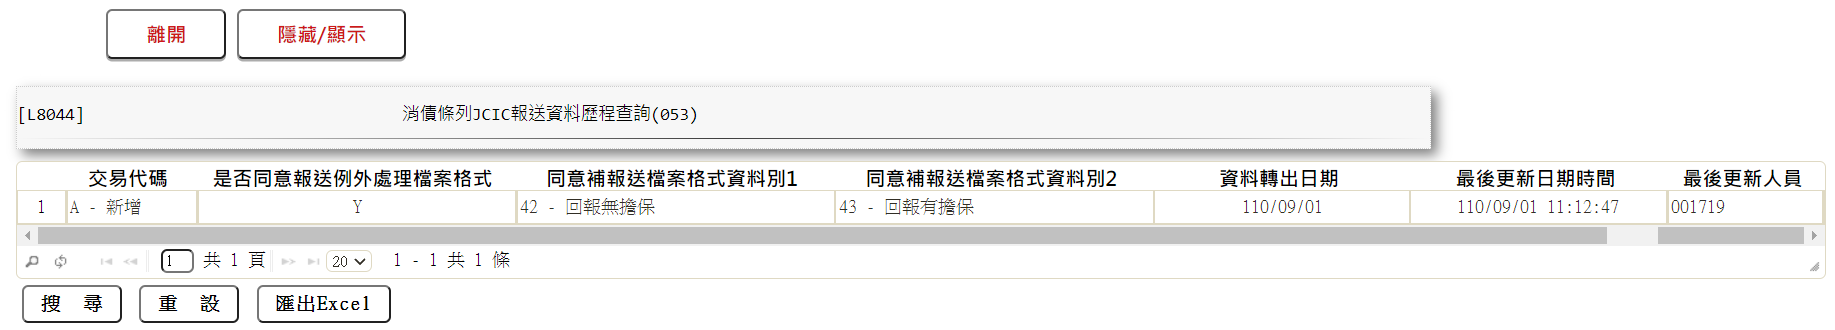 離開 隱藏/顯示
[L8044] 消債條列JCIC報送資料歷程查詢(053)
交易代碼 是否同意報送例外處理檔案格式 同意補報送檔案格式資料別1 同意補報送檔案格式資料別2 資料轉出日期 最後更新日期時間 最後更新人員
1 A - 新增 Y 42 - 回報無擔保 43 - 回報有擔保 110/09/01 110/09/01 11:12:47 001719
1 共 1 頁 20 1 - 1 共 1 條
搜 尋 重 設 匯出Excel